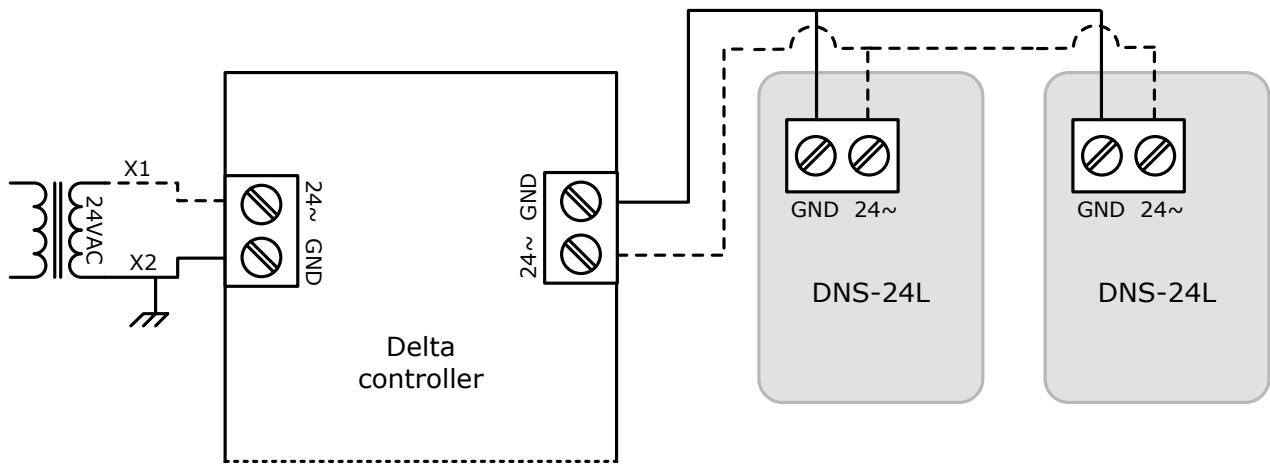 X1
24VAC
X2
24~
GND
GND
24~
Delta
controller
GND 24~
DNS-24L
GND 24~
DNS-24L